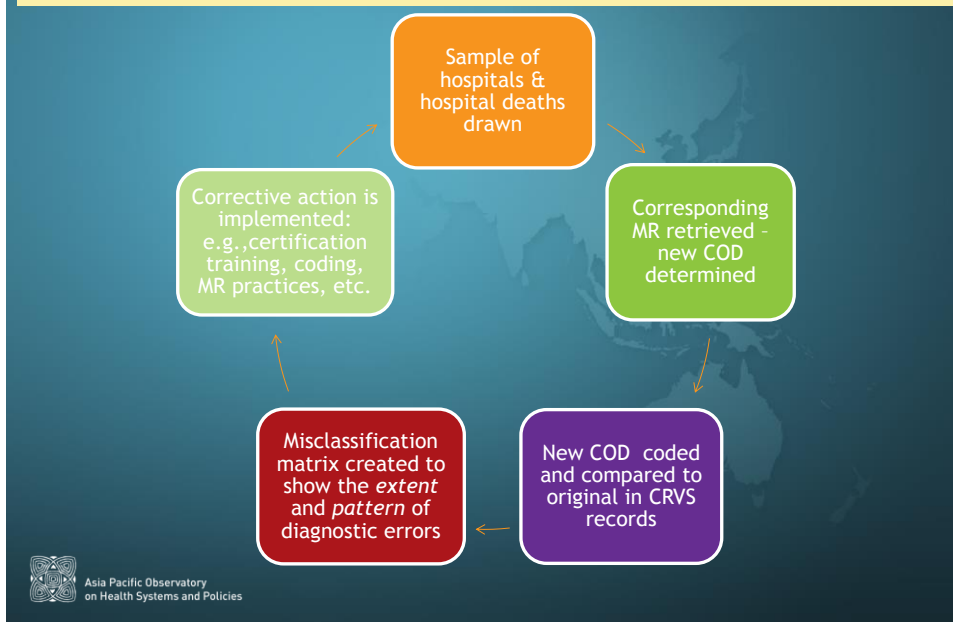 Sample of
hospitals &
hospital deaths
drawn
Corresponding
MR retrieved –
new COD
determined
New COD  coded
and compared to
original in CRVS
records
Misclassification
matrix created to
show the extent
and pattern of
diagnostic errors
Corrective action is
implemented:
e.g.,certification
training, coding,
MR practices, etc.
Asia Pacific Observatory
on Health Systems and Policies